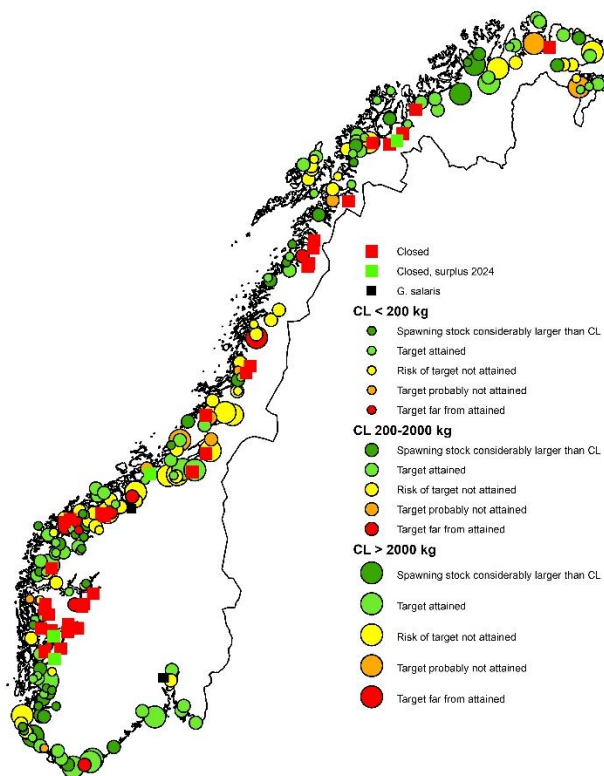 Closed
Closed, surplus 2024
G. salaris
CL < 200 kg
Spawning stock considerably larger than CL
Target attained
Risk of target not attained
Target probably not attained
Target far from attained
CL 200-2000 kg
Spawning stock considerably larger than CL
Target attained
Risk of target not attained
Target probably not attained
Target far from attained
CL > 2000 kg
Spawning stock considerably larger than CL
Target attained
Risk of target not attained
Target probably not attained
Target far from attained